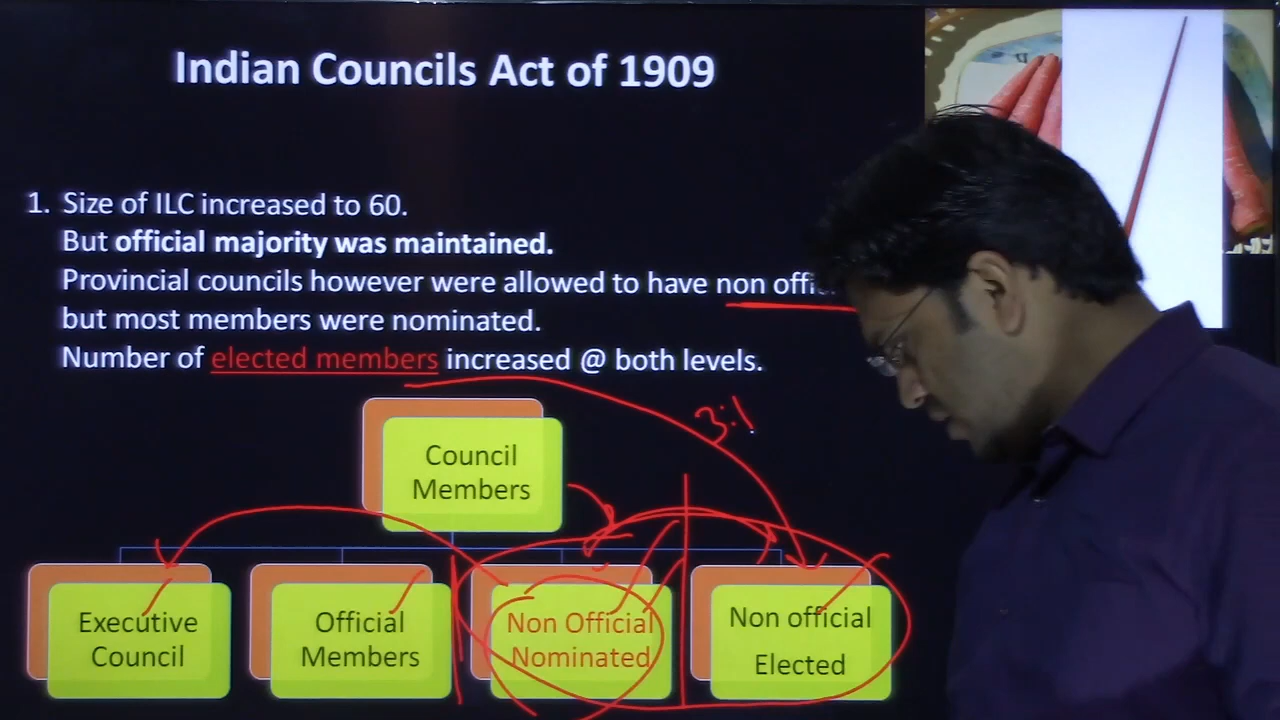 Indian Councils Act of 1909
1. Size of ILC increased to 60.
But official majority was maintained.
Provincial councils however were allowed to have non
but most members were nominated.
Number of elected members increased @ both levels.
3:1
Council
Members
Executive
Council
Official
Members
Non Official
Nominated
Non official
Elected